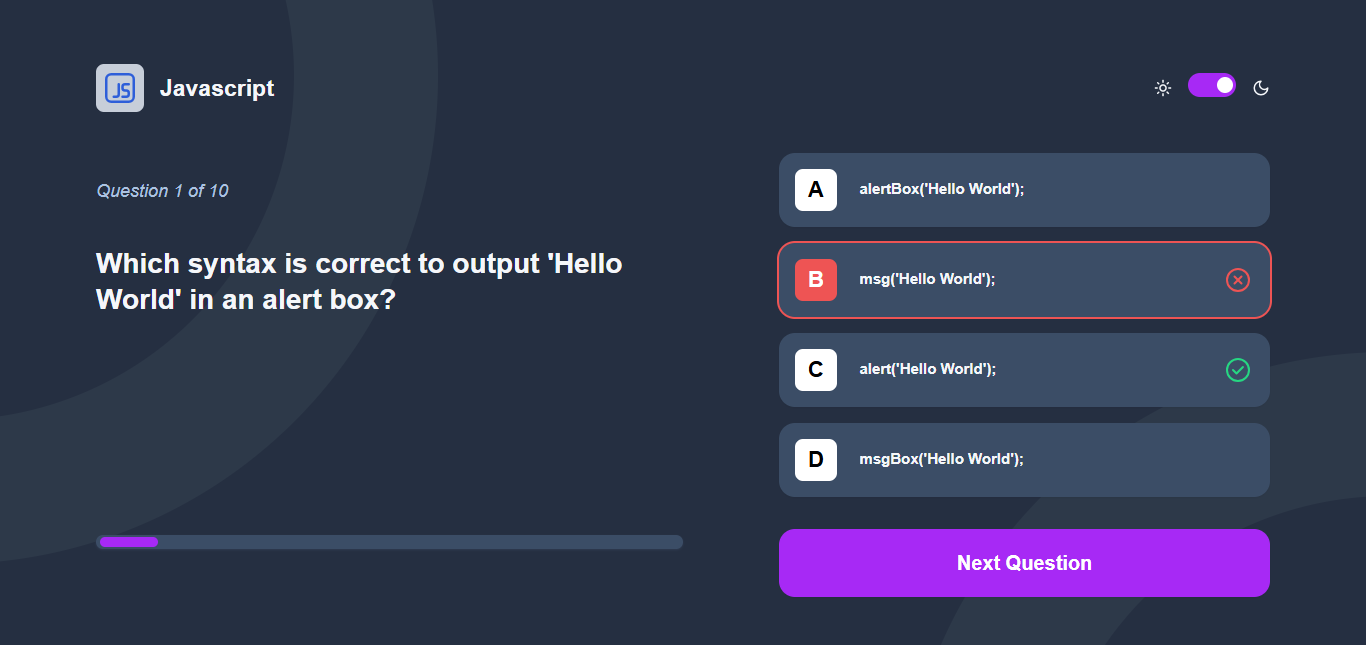 JS Javascript
Question 1 of 10
Which syntax is correct to output 'Hello
World' in an alert box?
A alertBox('Hello World');
B msg('Hello World');
C alert('Hello World');
D msgBox('Hello World');
Next Question